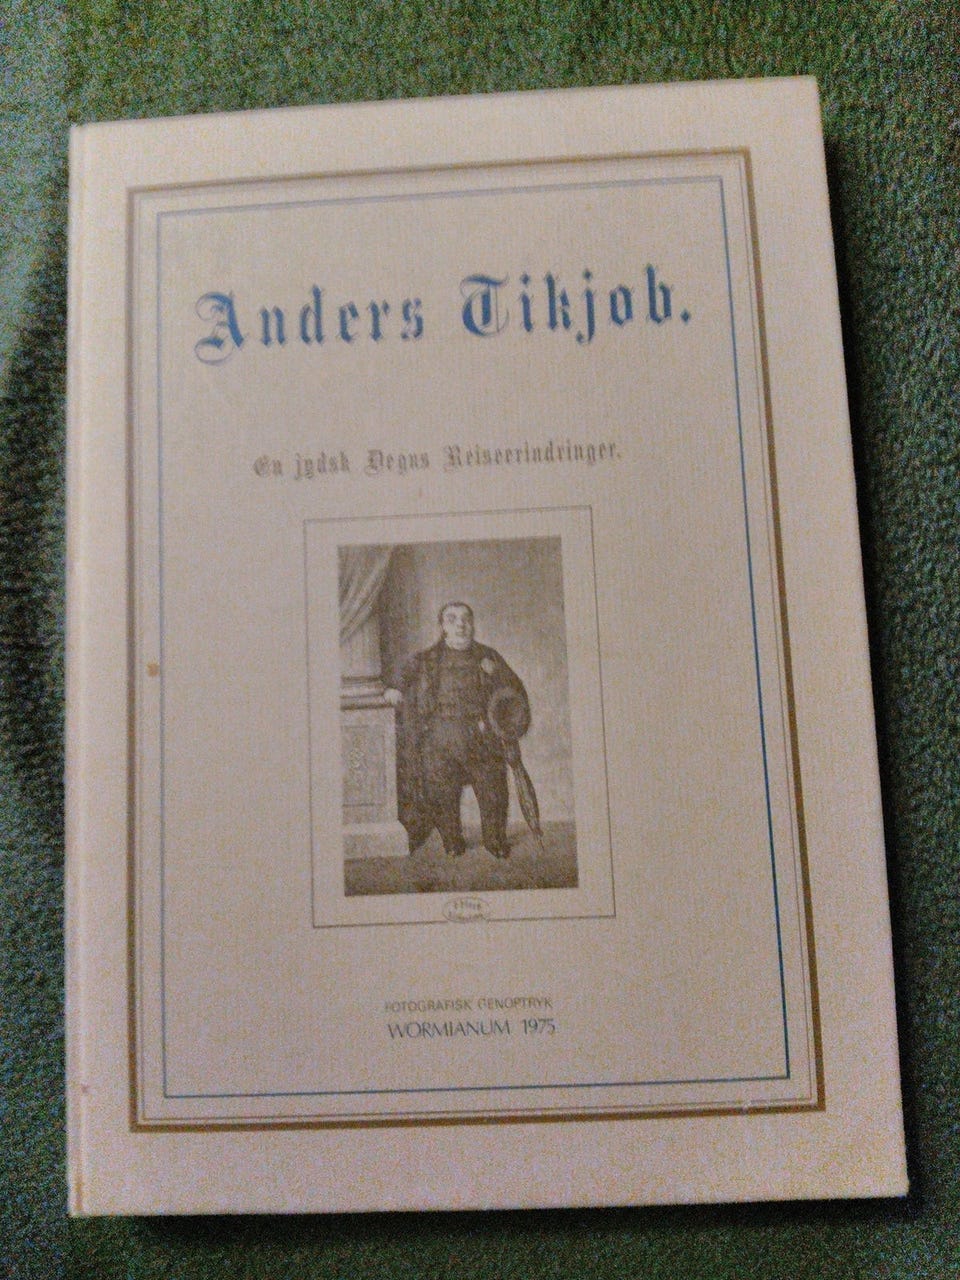 Anders Tikjob.
En jydsk Degns Reiseerindringer.
FOTOGRAFISK GENOPTRYK
WORMIANUM 1975